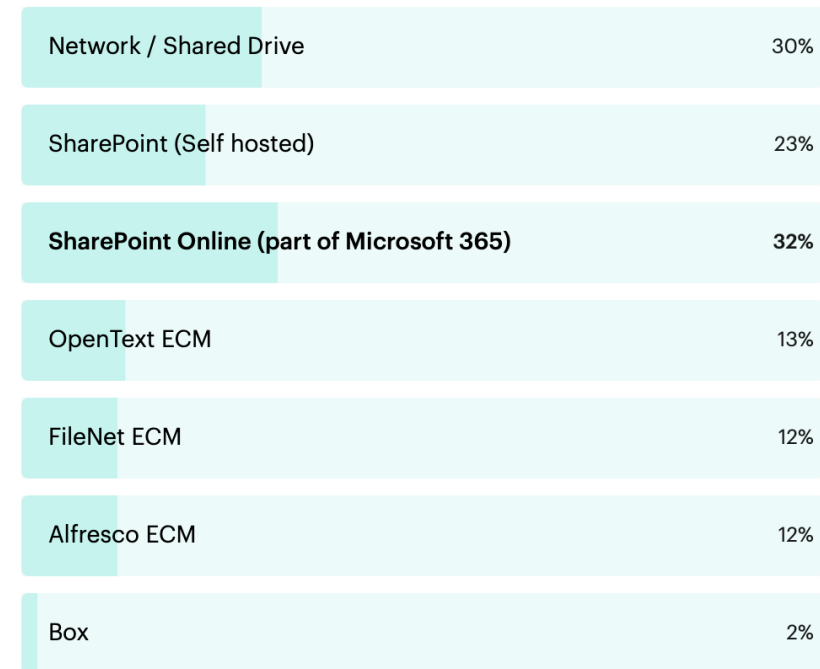 Network / Shared Drive 30%
SharePoint (Self hosted) 23%
SharePoint Online (part of Microsoft 365) 32%
OpenText ECM 13%
FileNet ECM 12%
Alfresco ECM 12%
Box 2%